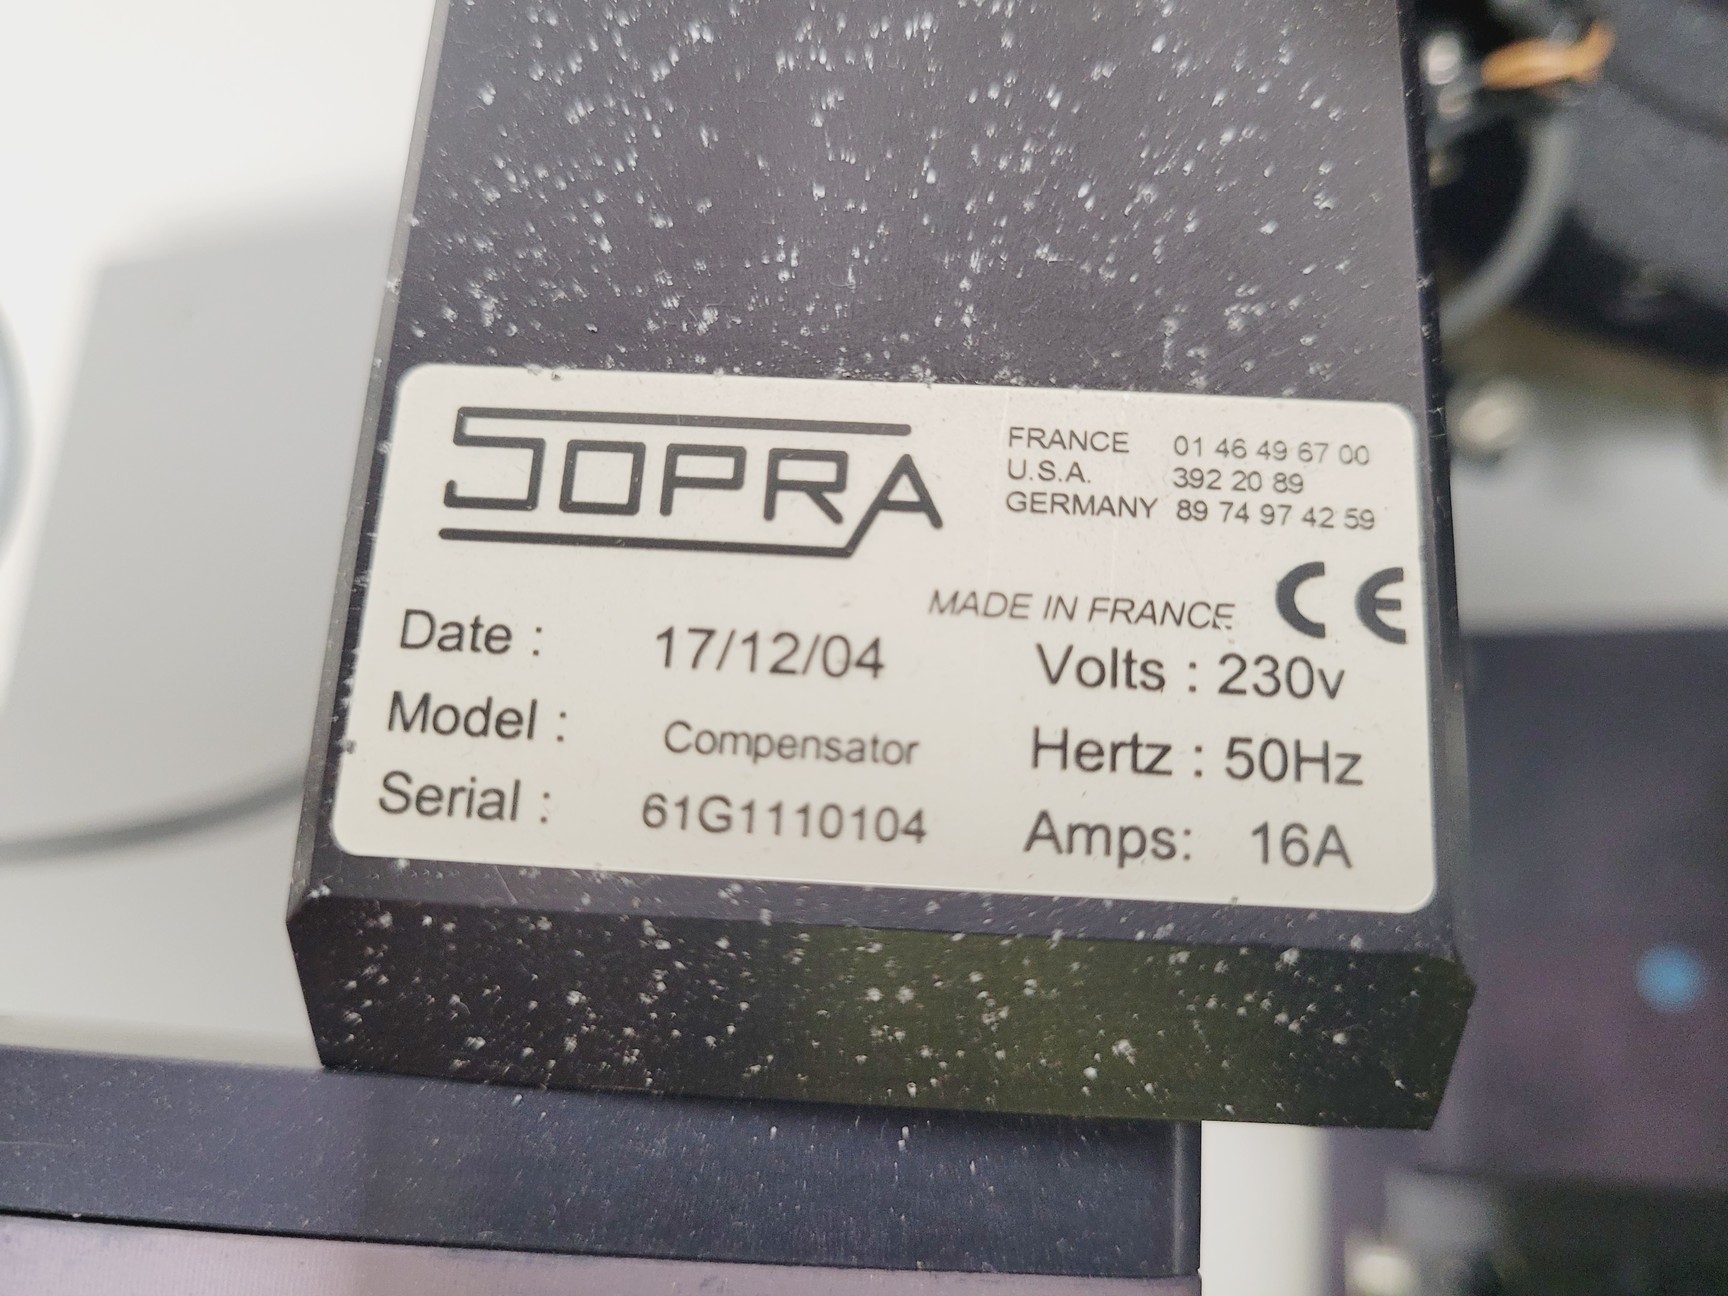 SOPRA
FRANCE 01 46 49 67 00
U.S.A. 392 20 89
GERMANY 89 74 97 42 59
MADE IN FRANCE CE
Date : 17/12/04 Volts : 230v
Model : Compensator Hertz : 50Hz
Serial : 61G1110104 Amps: 16A